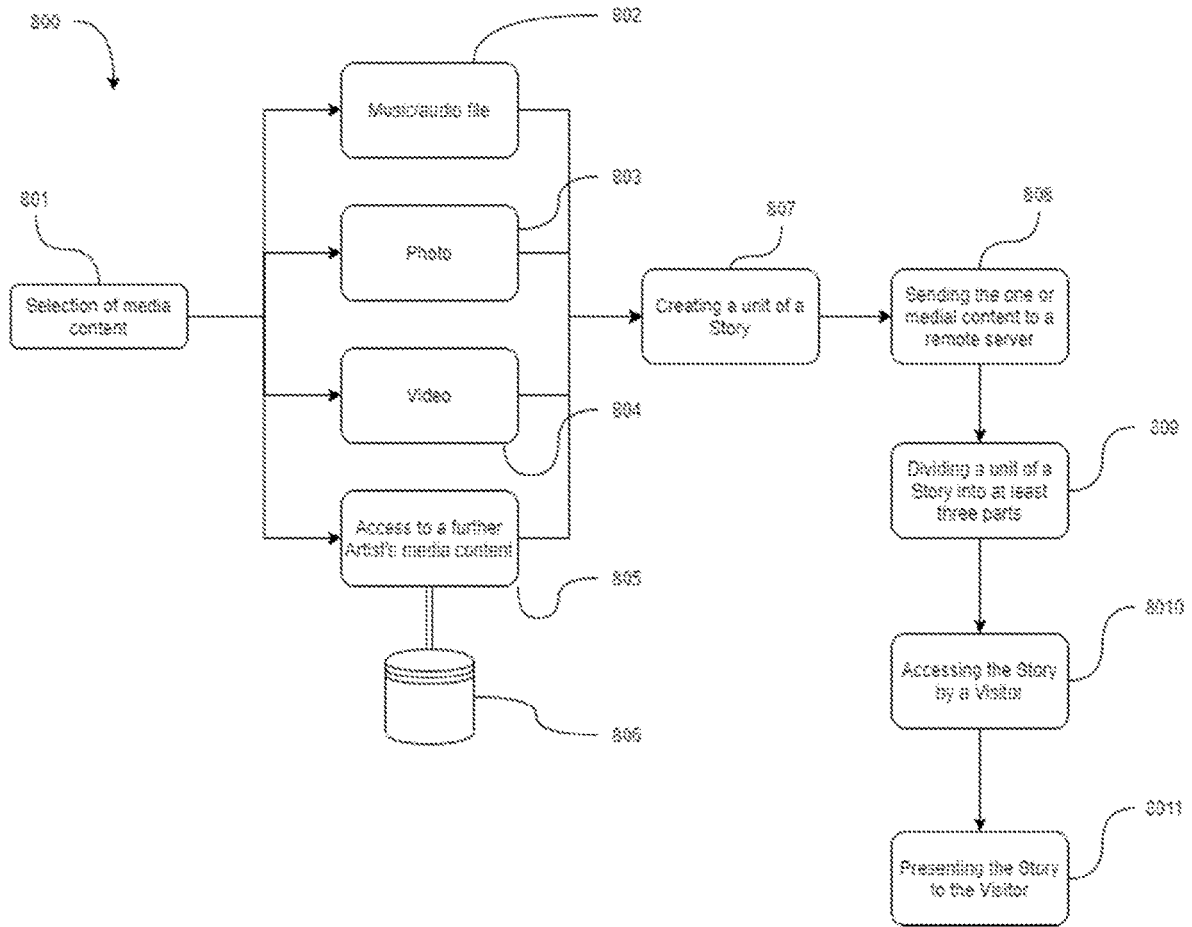 800
802
Music/audio file
803
801
807
808
Photo
Selection of media
content
Creating a unit of a
Story
Sending the one or
medial content to a
remote server
Video
804
809
Dividing a unit of a
Story into at least
three parts
Access to a further
Artist's media content
805
8010
Accessing the Story
by a Visitor
806
8011
Presenting the Story
to the Visitor